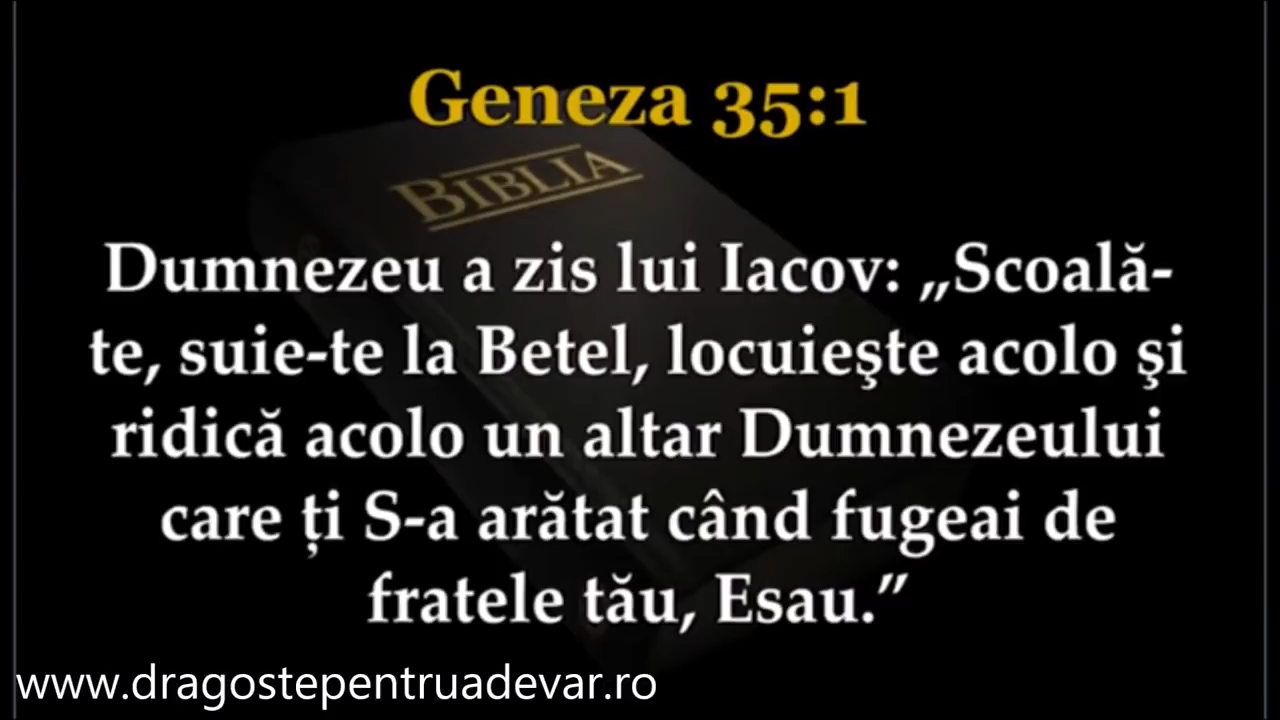 Geneza 35:1
BIBLIA
Dumnezeu a zis lui Iacov: „Scoală-
te, suie-te la Betel, locuieşte acolo şi
ridică acolo un altar Dumnezeului
care ți S-a arătat când fugeai de
fratele tău, Esau.”
www.dragostepentruadevar.ro